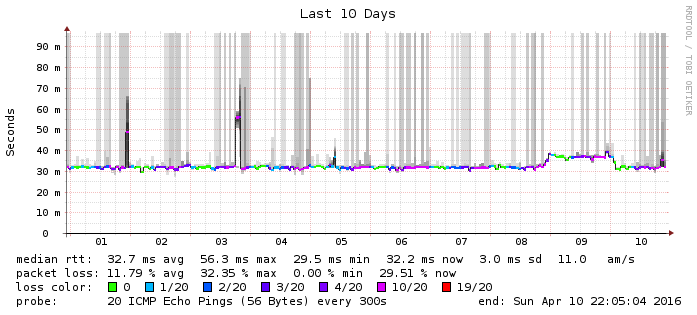 Last 10 Days
RRDTOOL / TOBI OETIKER
Seconds
90 m
80 m
70 m
60 m
50 m
40 m
30 m
20 m
10 m
0
01 02 03 04 05 06 07 08 09 10
median rtt: 32.7 ms avg 56.3 ms max 29.5 ms min 32.2 ms now 3.0 ms sd 11.0 am/s
packet loss: 11.79 % avg 32.35 % max 0.00 % min 29.51 % now
loss color: 0 1/20 2/20 3/20 4/20 10/20 19/20
probe: 20 ICMP Echo Pings (56 Bytes) every 300s end: Sun Apr 10 22:05:04 2016